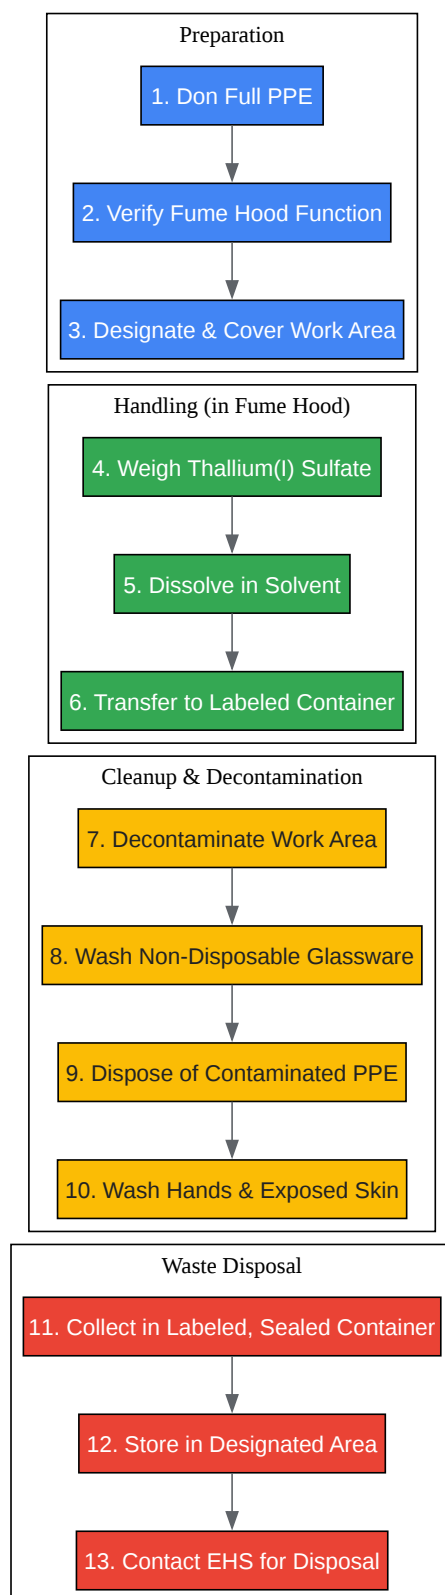 Preparation
1. Don Full PPE
2. Verify Fume Hood Function
3. Designate & Cover Work Area
Handling (in Fume Hood)
4. Weigh Thallium(I) Sulfate
5. Dissolve in Solvent
6. Transfer to Labeled Container
Cleanup & Decontamination
7. Decontaminate Work Area
8. Wash Non-Disposable Glassware
9. Dispose of Contaminated PPE
10. Wash Hands & Exposed Skin
Waste Disposal
11. Collect in Labeled, Sealed Container
12. Store in Designated Area
13. Contact EHS for Disposal